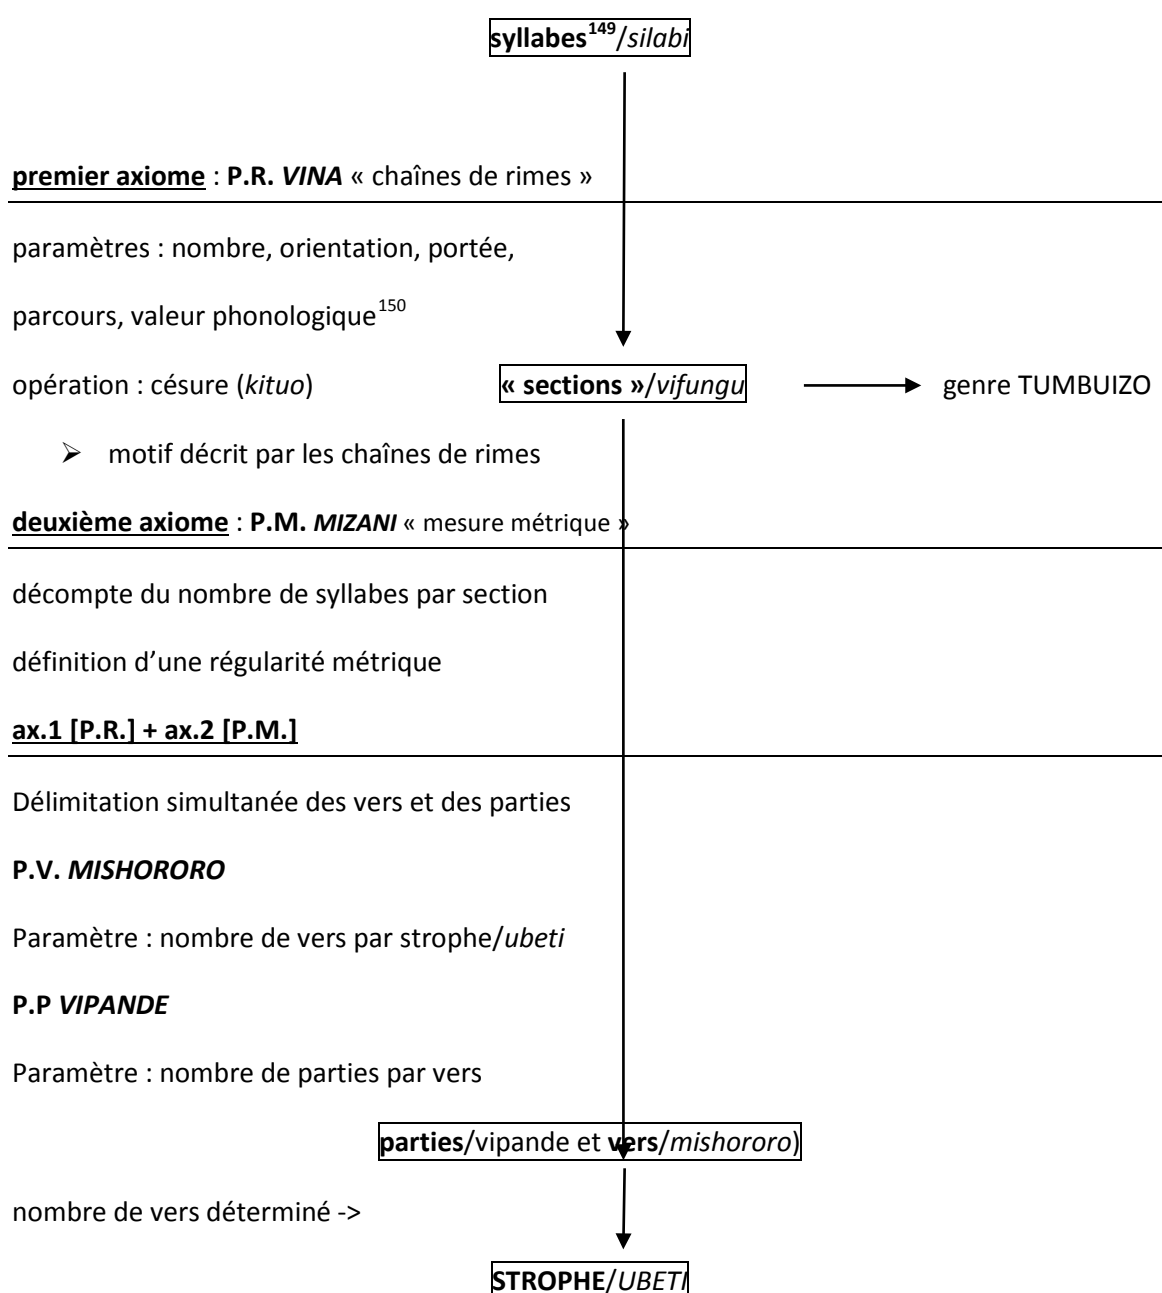 syllabes149/silabi
premier axiome : P.R. VINA « chaînes de rimes »
paramètres : nombre, orientation, portée,
parcours, valeur phonologique150
opération : césure (kituo) « sections »/vifungu genre TUMBUIZO
➢ motif décrit par les chaînes de rimes
deuxième axiome : P.M. MIZANI « mesure métrique »
décompte du nombre de syllabes par section
définition d’une régularité métrique
ax.1 [P.R.] + ax.2 [P.M.]
Délimitation simultanée des vers et des parties
P.V. MISHORORO
Paramètre : nombre de vers par strophe/ubeti
P.P VIPANDE
Paramètre : nombre de parties par vers
parties/vipande et vers/mishororo)
nombre de vers déterminé ->
STROPHE/UBETI